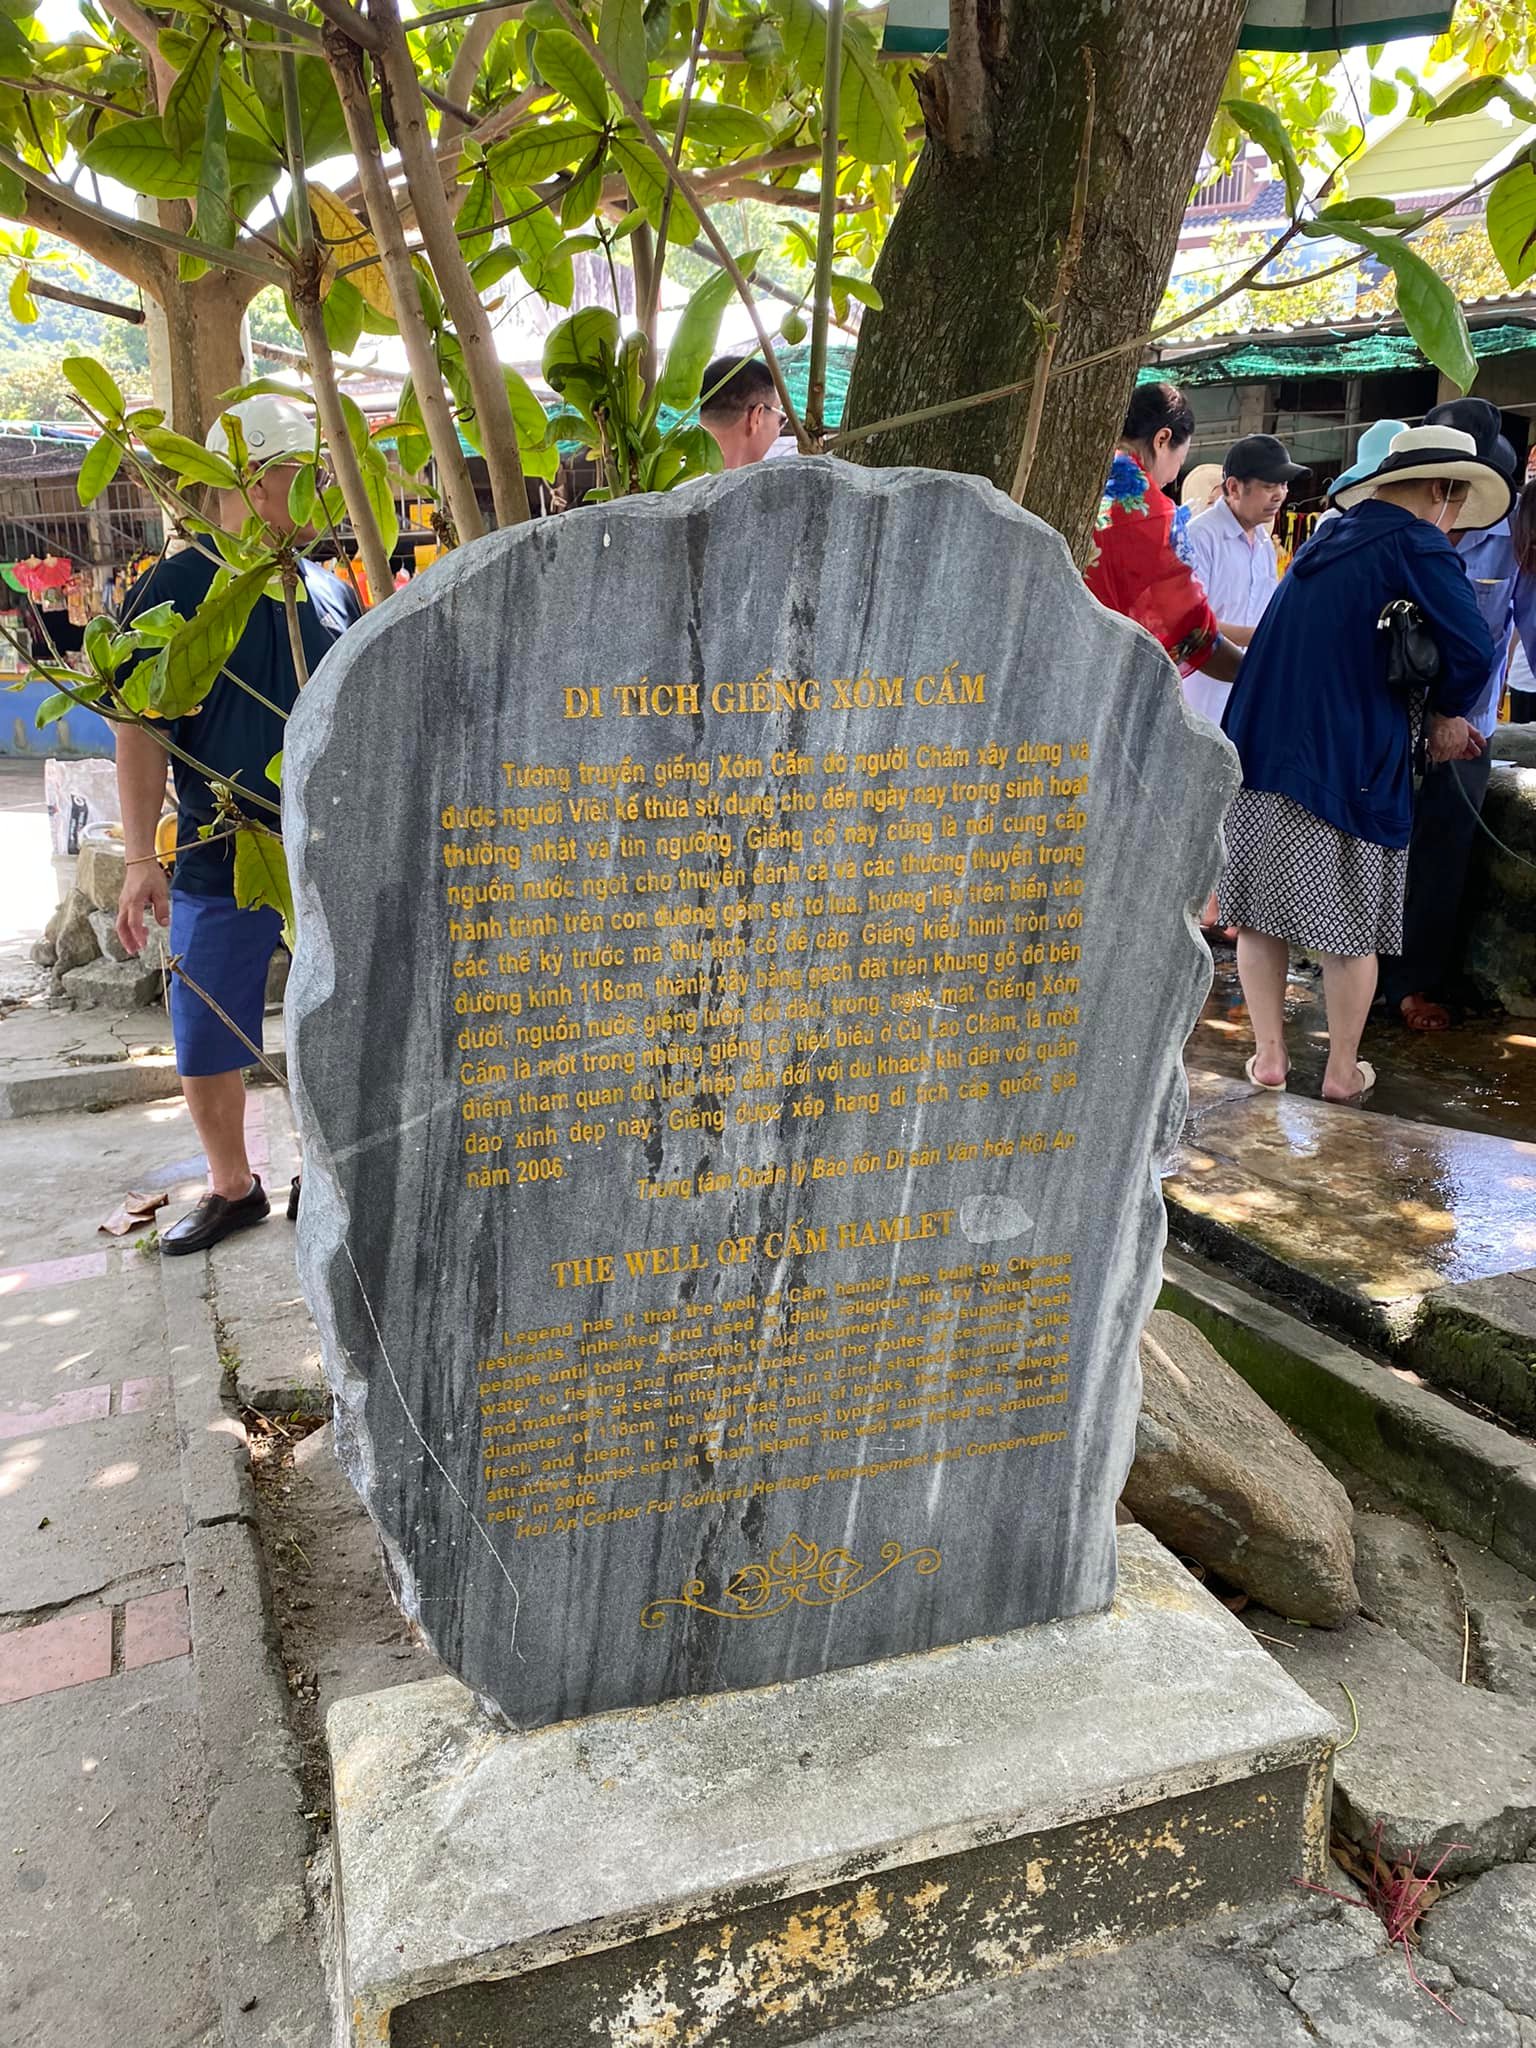 DI TÍCH GIẾNG XÓM CẤM
Tương truyền giếng Xóm Cấm do người Chăm xây dựng và
được người Việt kế thừa sử dụng cho đến ngày nay trong sinh hoạt
thường nhật và tín ngưỡng. Giếng cổ này cũng là nơi cung cấp
nguồn nước ngọt cho thuyền đánh cá và các thương thuyền trong
hành trình trên con đường gốm sứ, tơ lụa, hương liệu trên biển vào
các thế kỷ trước mà thư tịch cổ đề cập. Giếng kiểu hình tròn với
đường kính 118cm, thành xây bằng gạch đặt trên khung gỗ đỡ bên
dưới, nguồn nước giếng luôn dồi dào, trong, ngọt, mát. Giếng Xóm
Cấm là một trong những giếng cổ tiêu biểu ở Cù Lao Chàm, là một
điểm tham quan du lịch hấp dẫn đối với du khách khi đến với quần
đảo xinh đẹp này. Giếng được xếp hạng di tích cấp quốc gia
năm 2006.
Trung tâm Quản lý Bảo tồn Di sản Văn hóa Hội An
THE WELL OF CẤM HAMLET
Legend has it that the well of Cấm hamlet was built by Champa
residents, inherited and used in daily religious life by Vietnamese
people until today. According to old documents, it also supplied fresh
water to fishing and merchant boats on the routes of ceramics, silks
and materials at sea in the past. It is in a circle shaped structure with a
diameter of 118cm, the wall was built of bricks, the water is always
fresh and clean. It is one of the most typical ancient wells, and an
attractive tourist spot in Cham Island. The well was listed as anational
relic in 2006.
Hoi An Center For Cultural Heritage Management and Conservation